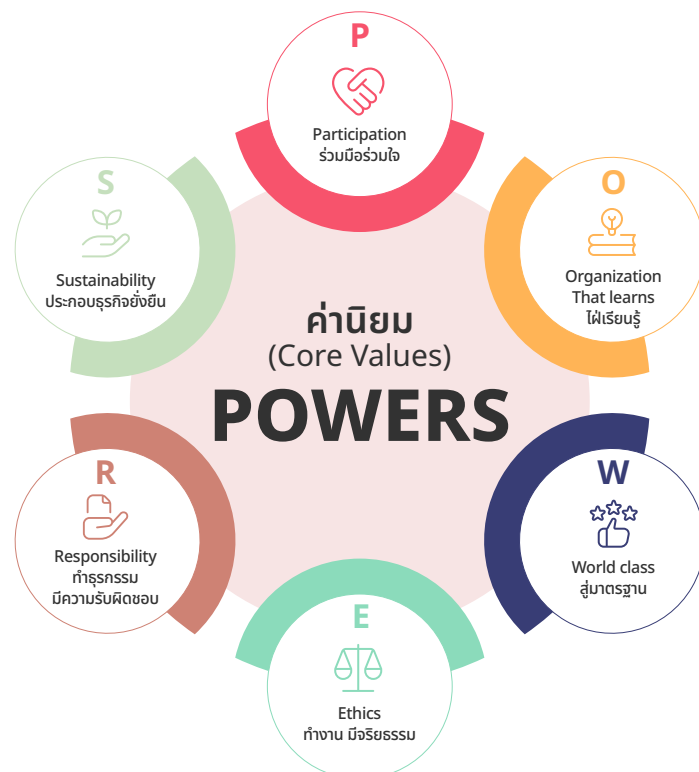 ค่านิยม
(Core Values)
POWERS
P
Participation
ร่วมมือร่วมใจ
O
Organization
That learns
ใฝ่เรียนรู้
W
World class
สู่มาตรฐาน
E
Ethics
ทำงาน มีจริยธรรม
R
Responsibility
ทำธุรกรรม
มีความรับผิดชอบ
S
Sustainability
ประกอบธุรกิจยั่งยืน